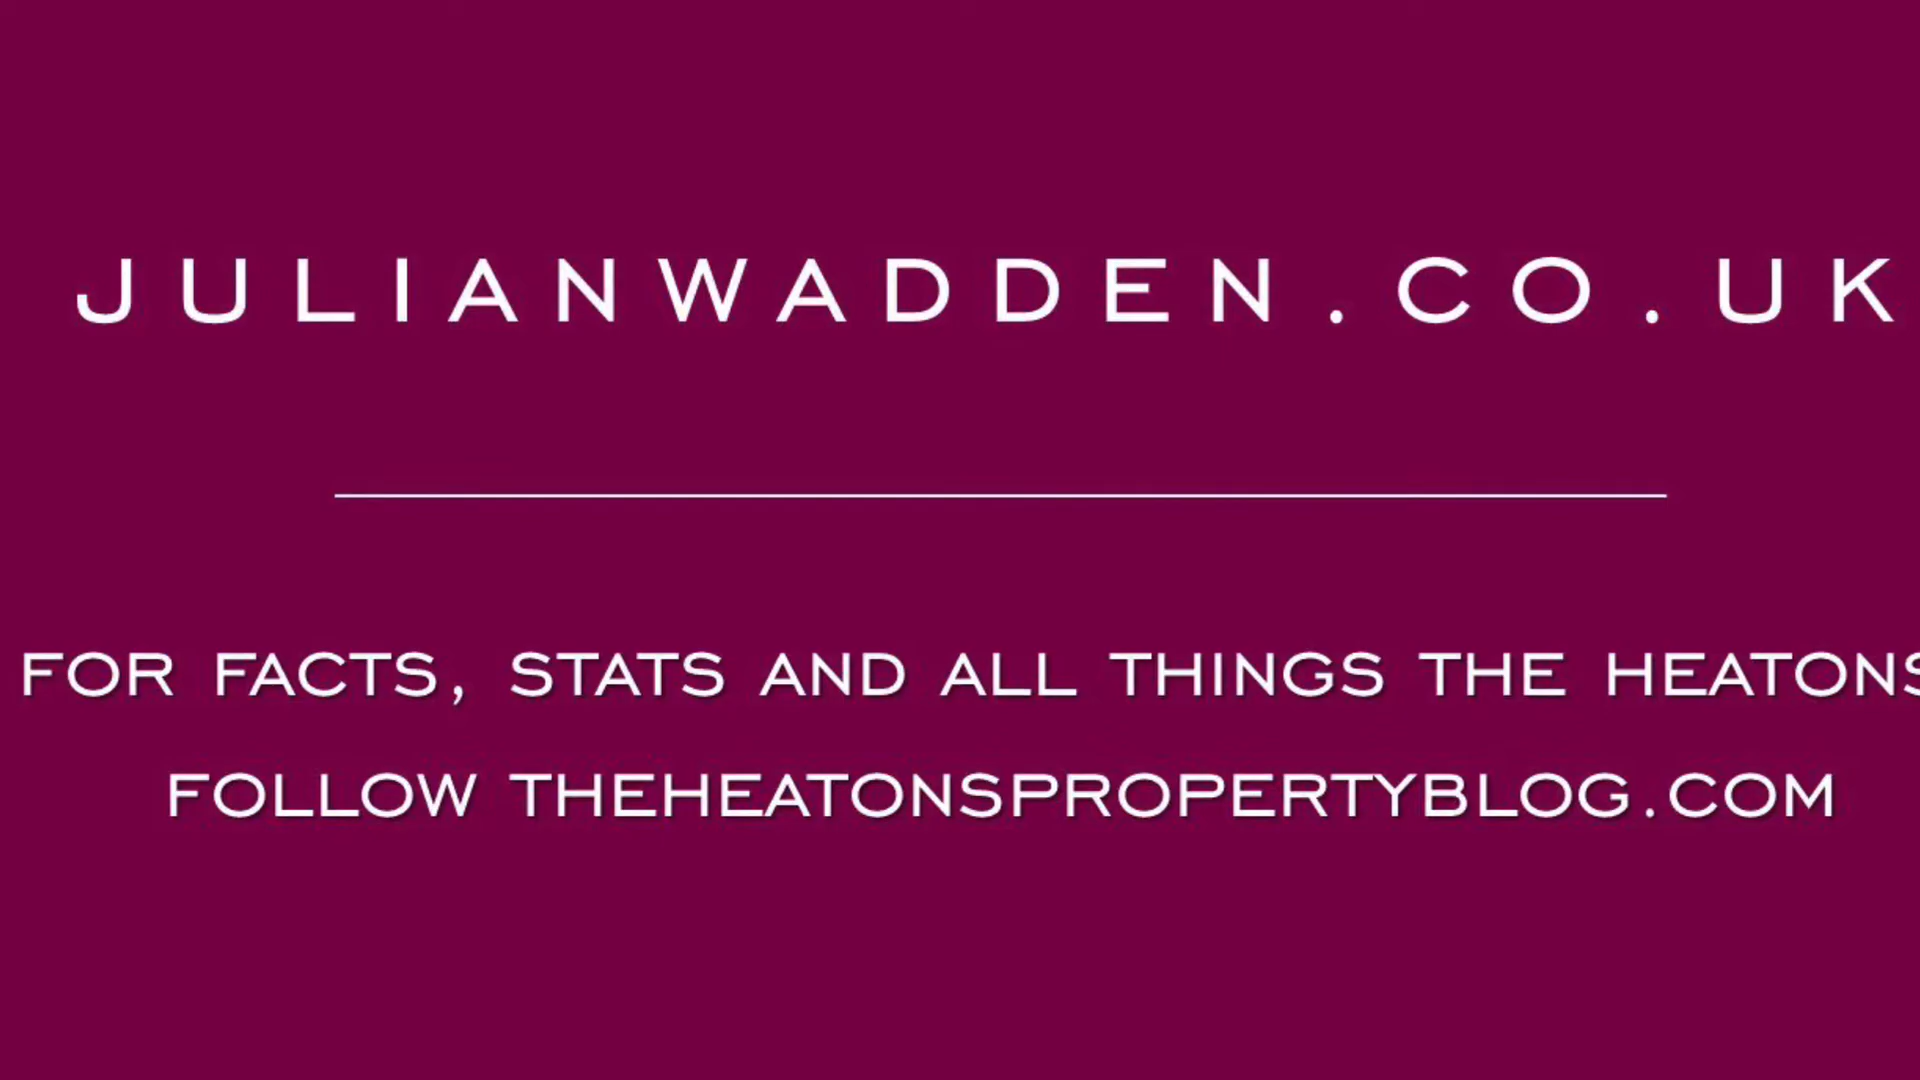 JULIANWADDEN.CO.UK
FOR FACTS, STATS AND ALL THINGS THE HEATONS
FOLLOW THEHEATONSPROPERTYBLOG.COM